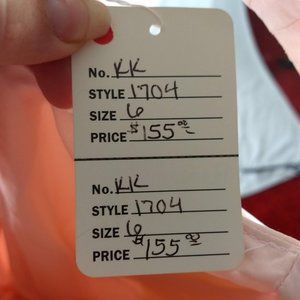 No. KK
STYLE 1704
SIZE 6
PRICE $155.00
No. KK
STYLE 1704
SIZE 6
PRICE $155.00